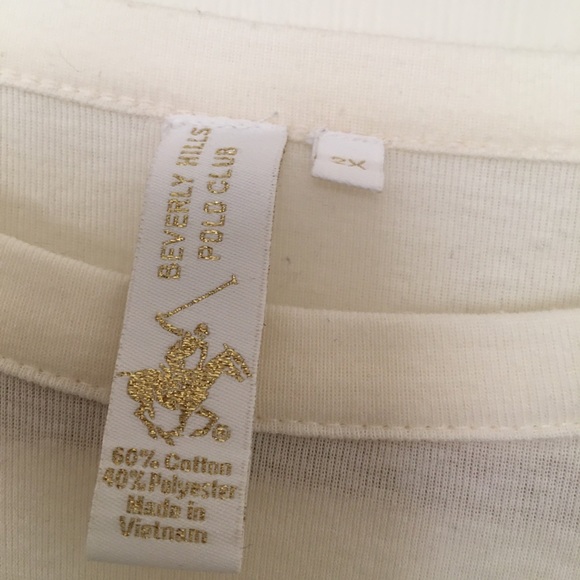 BEVERLY HILLS
POLO CLUB
®
60% Cotton
40% Polyester
Made in
Vietnam
2X